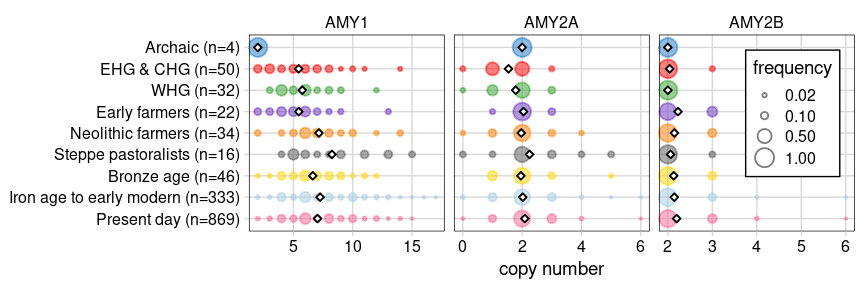 AMY1 AMY2A AMY2B
Archaic (n=4)
EHG & CHG (n=50)
WHG (n=32)
Early farmers (n=22)
Neolithic farmers (n=34)
Steppe pastoralists (n=16)
Bronze age (n=46)
Iron age to early modern (n=333)
Present day (n=869)
frequency
0.02
0.10
0.50
1.00
5 10 15 0 2 4 6 2 3 4 5 6
copy number